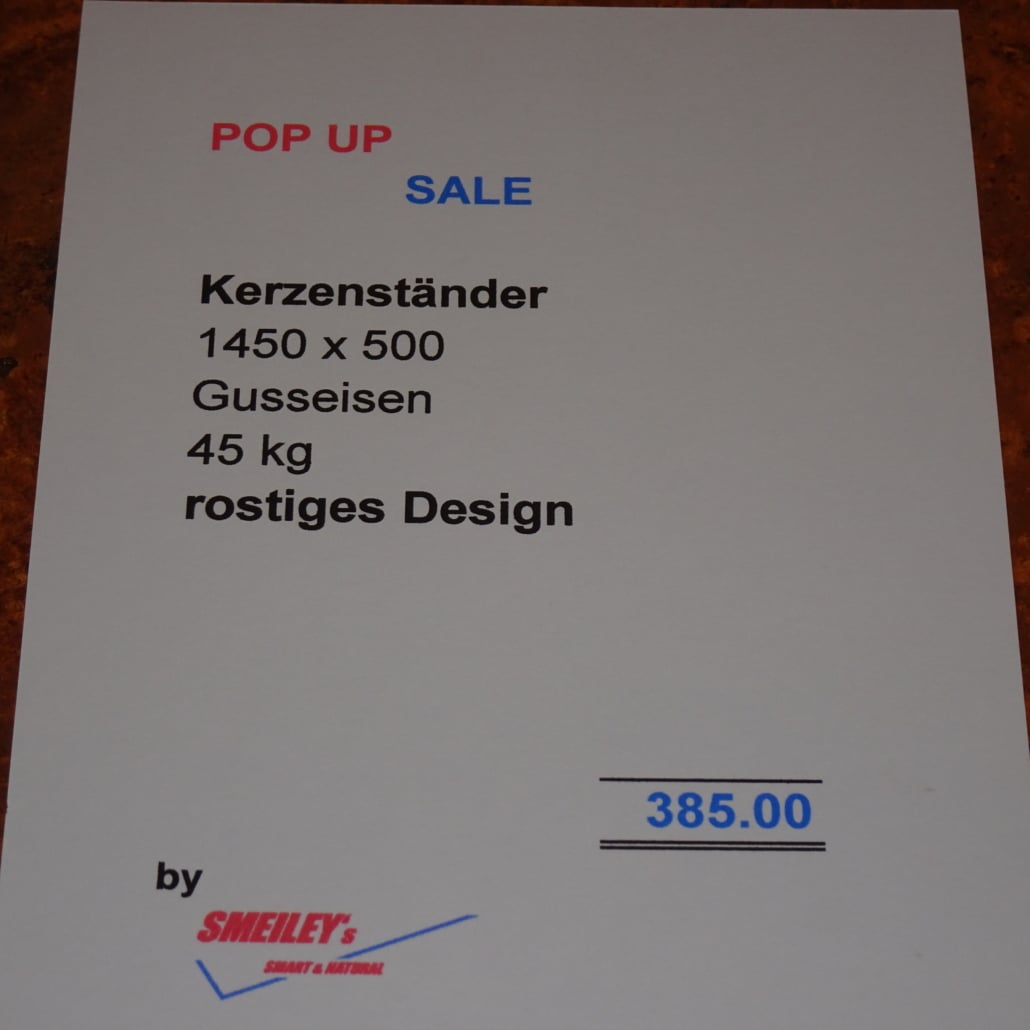 POP UP
SALE
Kerzenständer
1450 x 500
Gusseisen
45 kg
rostiges Design
385.00
by
SMEILEY's
SMART & NATURAL